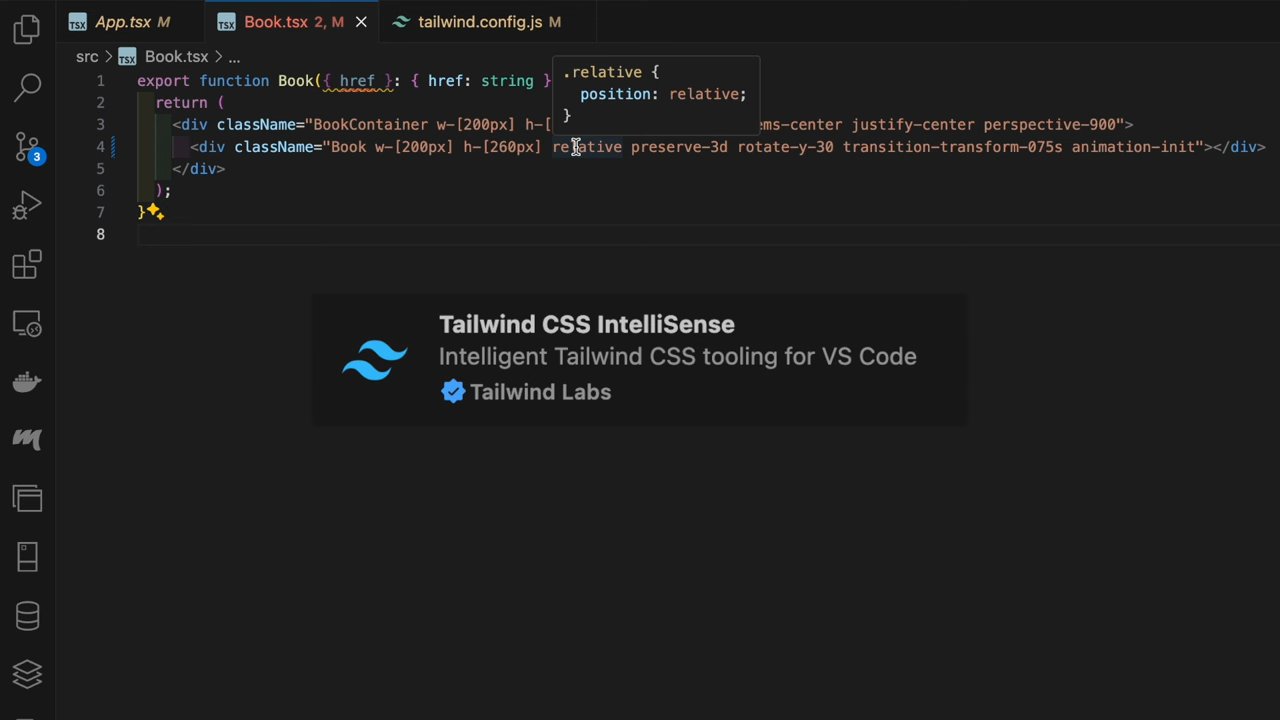 App.tsx M
Book.tsx 2, M
tailwind.config.js M
src > Book.tsx > ...
1 export function Book({ href }: { href: string }
2 return (
3 <div className="BookContainer w-[200px] h-[ ms-center justify-center perspective-900">
.relative {
position: relative;
}
4 <div className="Book w-[200px] h-[260px] relative preserve-3d rotate-y-30 transition-transform-075s animation-init"></div>
5 </div>
6 );
7 }
8
3
Tailwind CSS IntelliSense
Intelligent Tailwind CSS tooling for VS Code
Tailwind Labs